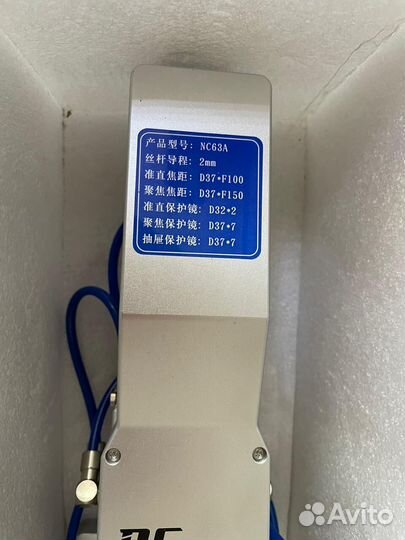 产品型号: NC63A
丝杆导程: 2mm
准直焦距: D37*F100
聚焦焦距: D37*F150
准直保护镜: D32*2
聚焦保护镜: D37*7
抽屉保护镜: D37*7
Avito